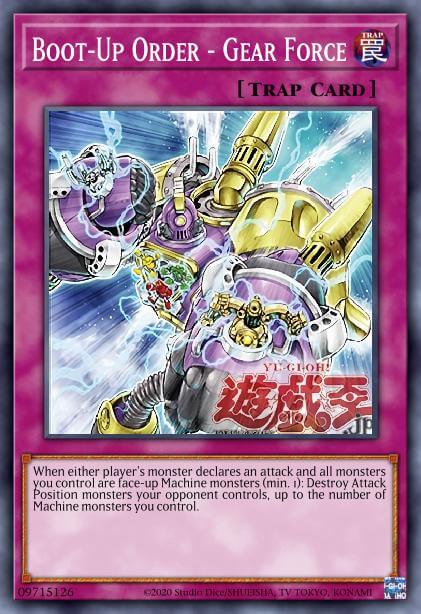 Boot-Up Order - Gear Force
TRAP
罠
[Trap Card]
YU-GI-OH!
遊戯王
.jp
When either player's monster declares an attack and all monsters
you control are face-up Machine monsters (min. 1): Destroy Attack
Position monsters your opponent controls, up to the number of
Machine monsters you control.
09715126
©2020 Studio Dice/SHUEISHA, TV TOKYO, KONAMI